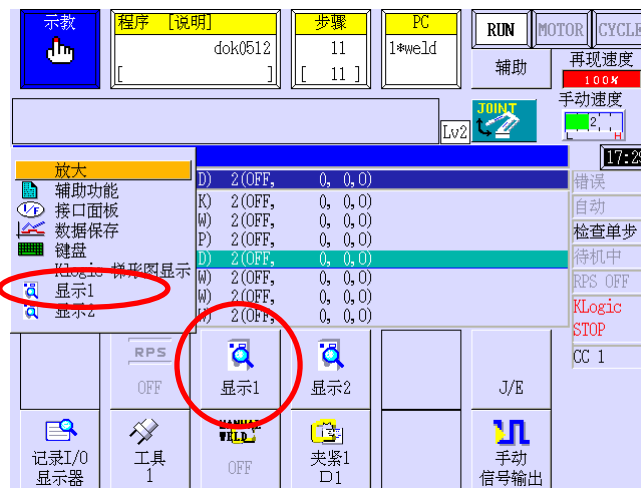 示教
程序 [说明]
dok0512
[ ]
步骤
11
[ 11 ]
PC
1*weld
RUN
MOTOR
CYCLE
辅助
再现速度
100%
手动速度
2
L H
Lv2
JOINT
17:29
放大
辅助功能
I/F 接口面板
数据保存
键盘
Klogic 梯形图显示
显示1
显示2
D) 2(OFF, 0, 0,0)
K) 2(OFF, 0, 0,0)
W) 2(OFF, 0, 0,0)
P) 2(OFF, 0, 0,0)
D) 2(OFF, 0, 0,0)
W) 2(OFF, 0, 0,0)
W) 2(OFF, 0, 0,0)
W) 2(OFF, 0, 0,0)
错误
自动
检查单步
待机中
RPS OFF
KLogic
STOP
CC 1
RPS
OFF
显示1
显示2
J/E
记录I/O
显示器
工具
1
MANUAL
WELD
OFF
夹紧1
D1
手动
信号输出